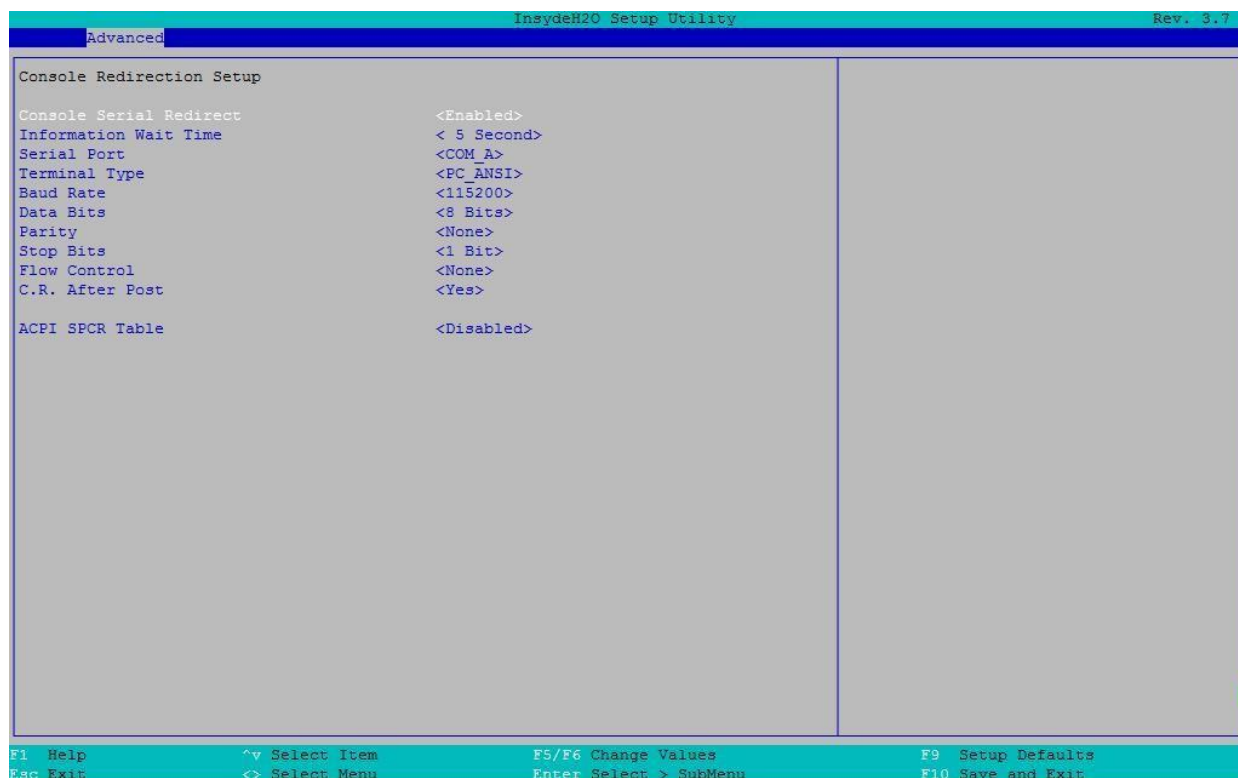 InsydeH2O Setup Utility Rev. 3.7
Advanced
Console Redirection Setup
Console Serial Redirect <Enabled>
Information Wait Time < 5 Second>
Serial Port <COM_A>
Terminal Type <PC_ANSI>
Baud Rate <115200>
Data Bits <8 Bits>
Parity <None>
Stop Bits <1 Bit>
Flow Control <None>
C.R. After Post <Yes>
ACPI SPCR Table <Disabled>
F1 Help ^v Select Item F5/F6 Change Values F9 Setup Defaults
Esc Exit <> Select Menu Enter Select > SubMenu F10 Save and Exit